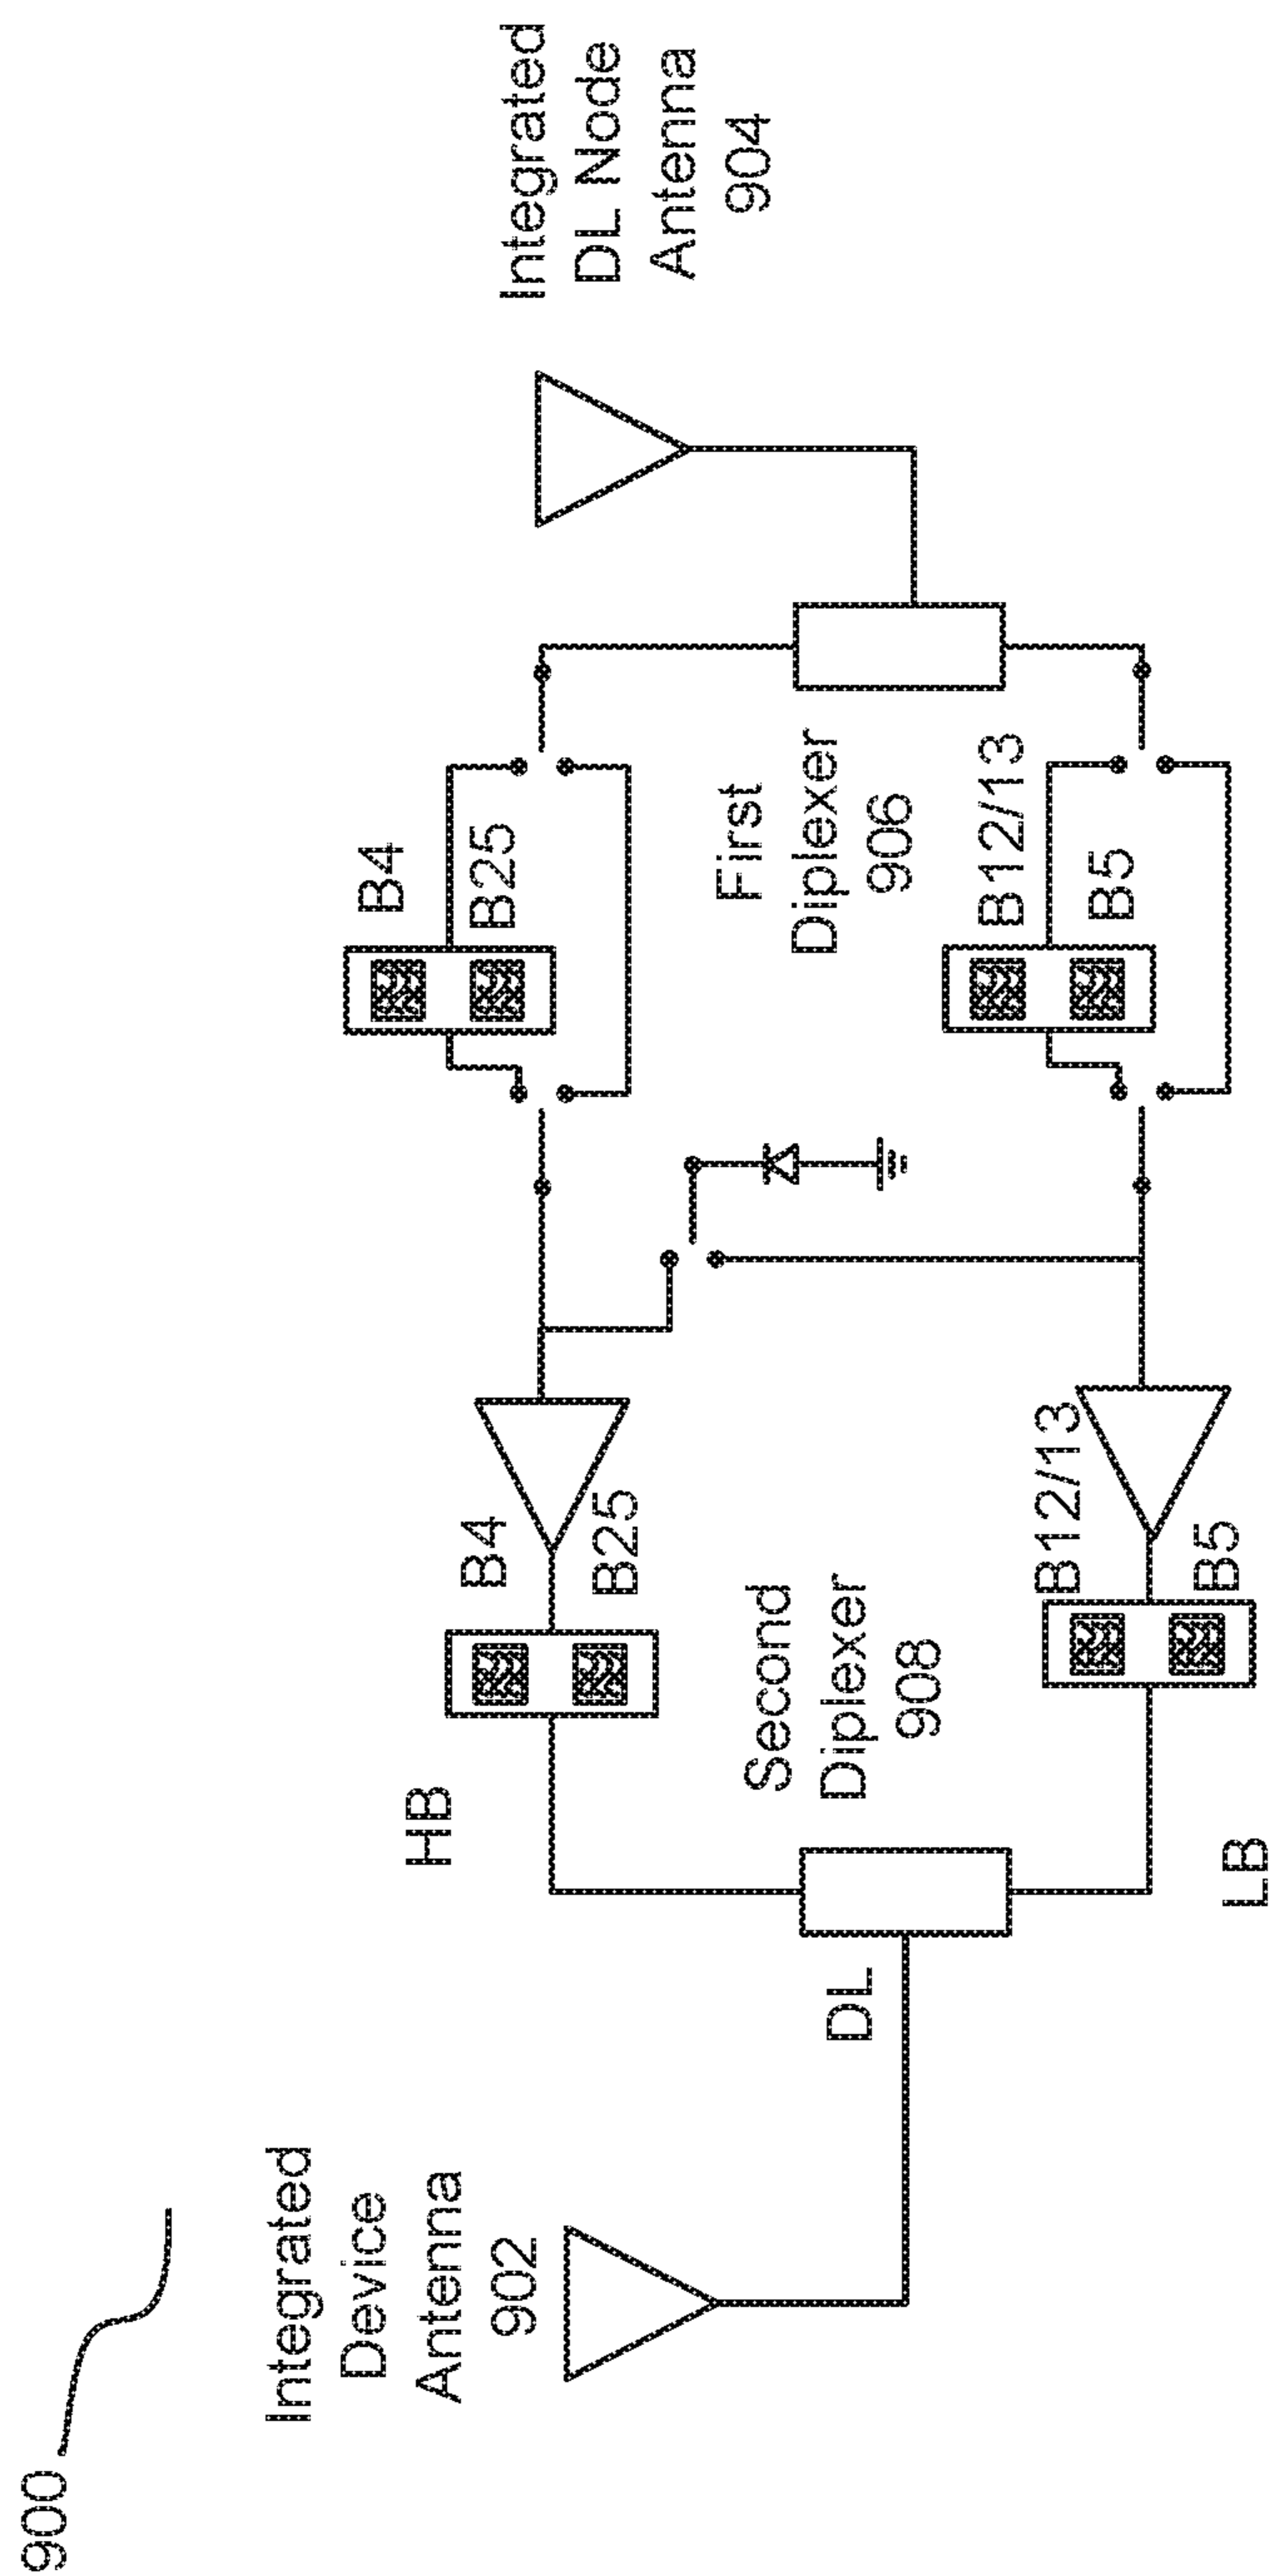 900
Integrated
Device
Antenna
902
DL
HB
LB
Second
Diplexer
908
B4
B25
B12/13
B5
B4
B25
First
Diplexer
906
B12/13
B5
Integrated
DL Node
Antenna
904